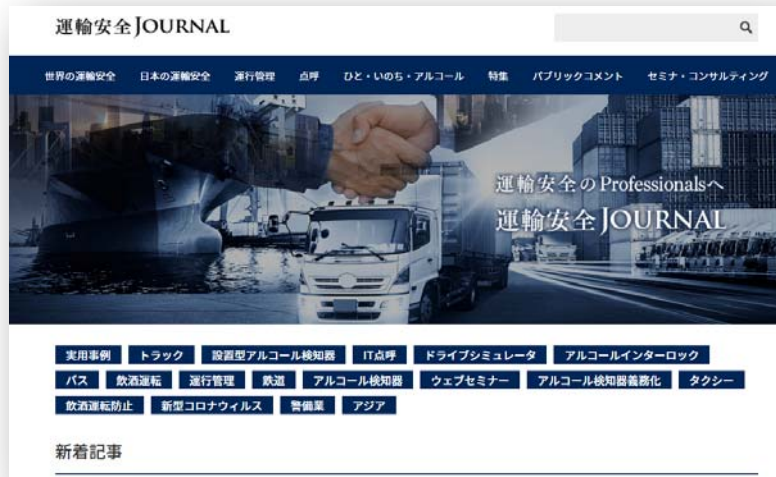 運輸安全JOURNAL
世界の運輸安全 日本の運輸安全 運行管理 点呼 ひと・いのち・アルコール 特集 パブリックコメント セミナ・コンサルティング
運輸安全のProfessionalsへ
運輸安全JOURNAL
実用事例 トラック 設置型アルコール検知器 IT点呼 ドライブシミュレータ アルコールインターロック
バス 飲酒運転 運行管理 鉄道 アルコール検知器 ウェブセミナー アルコール検知器義務化 タクシー
飲酒運転防止 新型コロナウィルス 警備業 アジア
新着記事